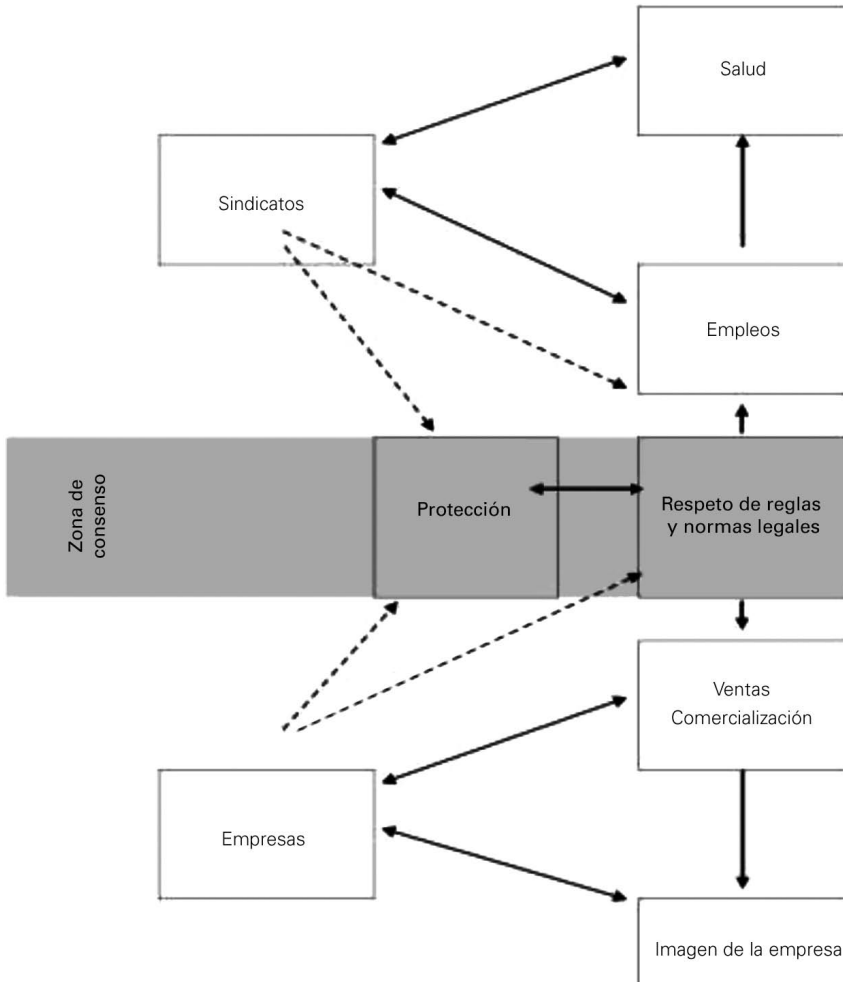 Salud
Sindicatos
Empleos
Zona de
consenso
Protección
Respeto de reglas
y normas legales
Ventas
Comercialización
Empresas
Imagen de la empresa